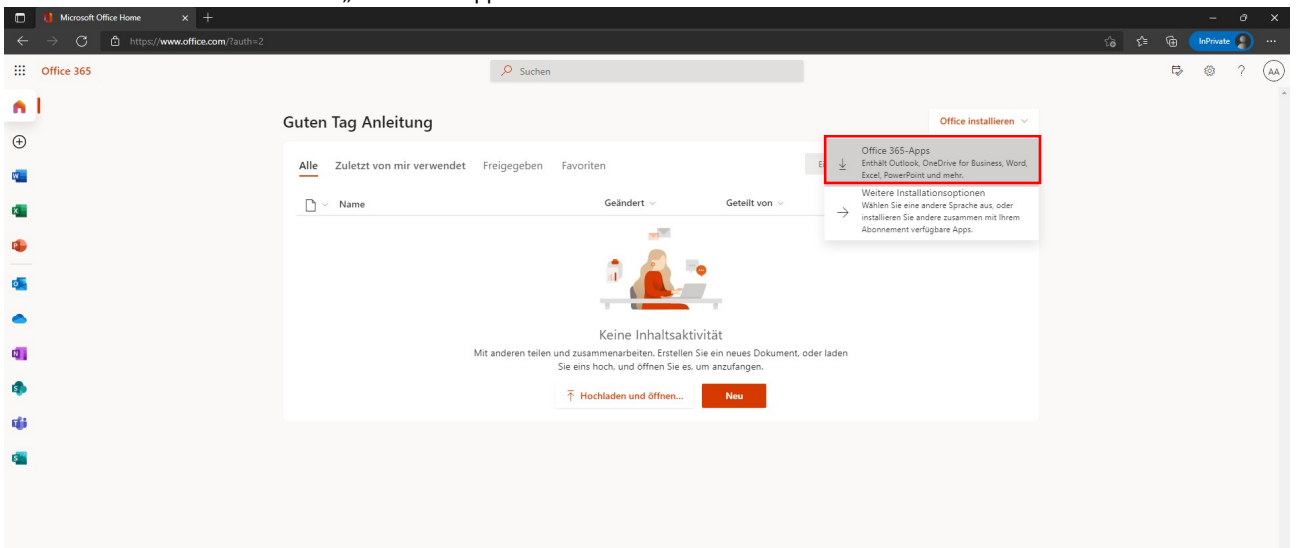 Microsoft Office Home
https://www.office.com/?auth=2
InPrivate
Office 365
Suchen
AA
Guten Tag Anleitung
Office installieren
Alle Zuletzt von mir verwendet Freigegeben Favoriten
Office 365-Apps
Enthält Outlook, OneDrive for Business, Word,
Excel, PowerPoint und mehr.
Weitere Installationsoptionen
Wählen Sie eine andere Sprache aus, oder
installieren Sie andere zusammen mit Ihrem
Abonnement verfügbare Apps.
Name Geändert Geteilt von
Keine Inhaltsaktivität
Mit anderen teilen und zusammenarbeiten. Erstellen Sie ein neues Dokument, oder laden
Sie eins hoch, und öffnen Sie es, um anzufangen.
Hochladen und öffnen... Neu